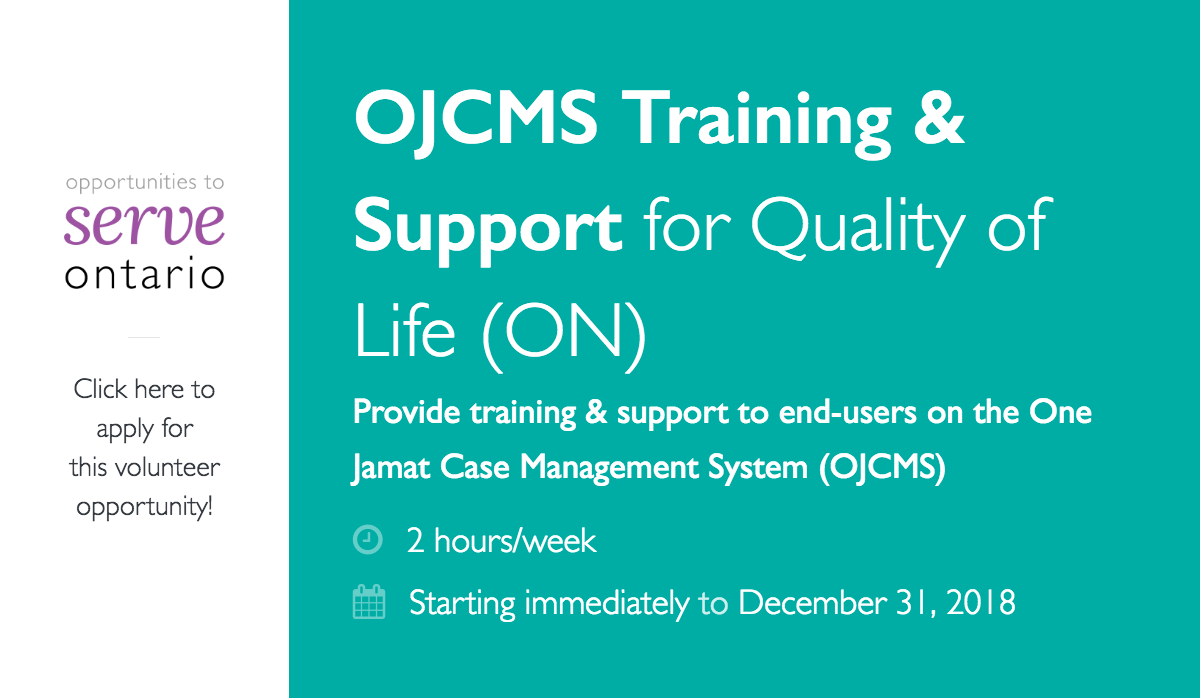 opportunities to
serve
ontario
Click here to
apply for
this volunteer
opportunity!
OJCMS Training &
Support for Quality of
Life (ON)
Provide training & support to end-users on the One
Jamat Case Management System (OJCMS)
2 hours/week
Starting immediately to December 31, 2018